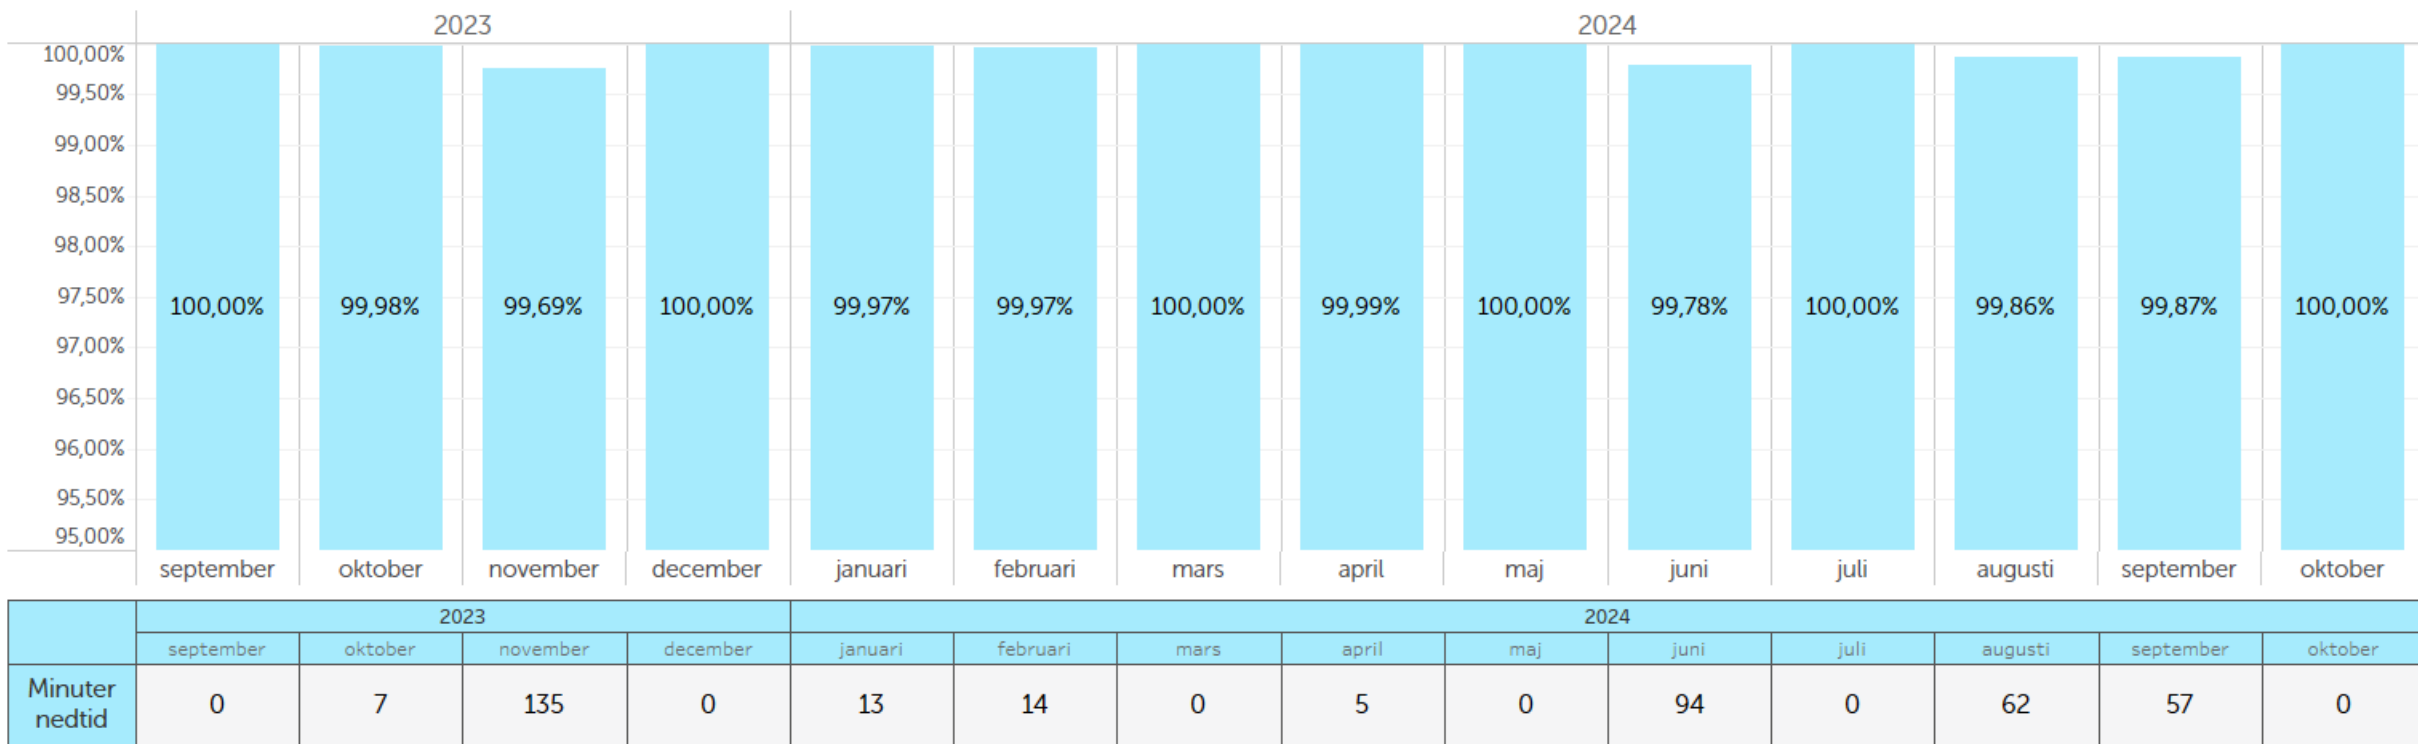 2023 2024
100,00%
99,50%
99,00%
98,50%
98,00%
97,50%
97,00%
96,50%
96,00%
95,50%
95,00%
100,00% 99,98% 99,69% 100,00% 99,97% 99,97% 100,00% 99,99% 100,00% 99,78% 100,00% 99,86% 99,87% 100,00%
september oktober november december januari februari mars april maj juni juli augusti september oktober
2023 2024
september oktober november december januari februari mars april maj juni juli augusti september oktober
Minuter
nedtid
0 7 135 0 13 14 0 5 0 94 0 62 57 0